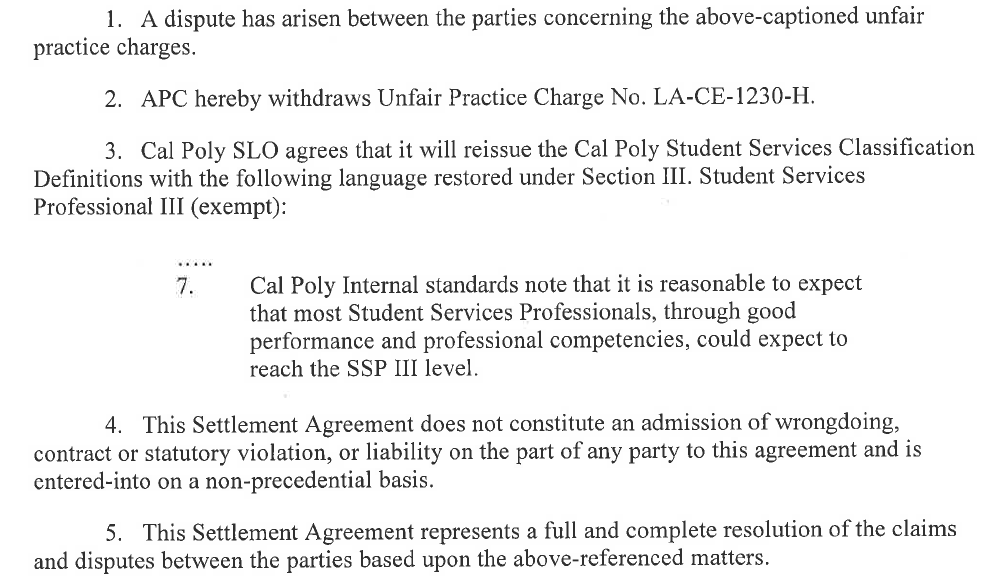 1. A dispute has arisen between the parties concerning the above-captioned unfair
practice charges.
2. APC hereby withdraws Unfair Practice Charge No. LA-CE-1230-H.
3. Cal Poly SLO agrees that it will reissue the Cal Poly Student Services Classification
Definitions with the following language restored under Section III. Student Services
Professional III (exempt):
.....
7. Cal Poly Internal standards note that it is reasonable to expect
that most Student Services Professionals, through good
performance and professional competencies, could expect to
reach the SSP III level.
4. This Settlement Agreement does not constitute an admission of wrongdoing,
contract or statutory violation, or liability on the part of any party to this agreement and is
entered-into on a non-precedential basis.
5. This Settlement Agreement represents a full and complete resolution of the claims
and disputes between the parties based upon the above-referenced matters.